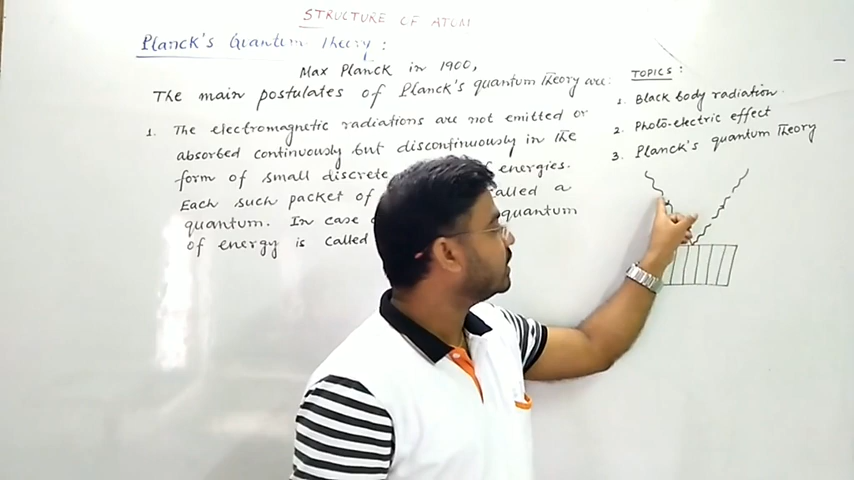 STRUCTURE OF ATOM
Planck's Quantum Theory :
Max Planck in 1900,
The main postulates of Planck's quantum Theory are:
1. The electromagnetic radiations are not emitted or
absorbed continuously but discontinuously in the
form of small discrete of energies.
Each such packet of called a
quantum. In case quantum
of energy is called
TOPICS :
1. Black body radiation.
2. Photo-electric effect
3. Planck's quantum Theory